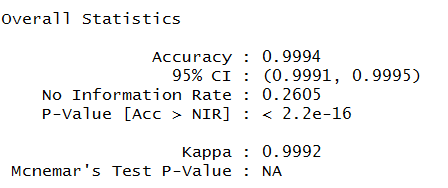 Overall Statistics
Accuracy : 0.9994
95% CI : (0.9991, 0.9995)
No Information Rate : 0.2605
P-Value [Acc > NIR] : < 2.2e-16
Kappa : 0.9992
Mcnemar's Test P-Value : NA